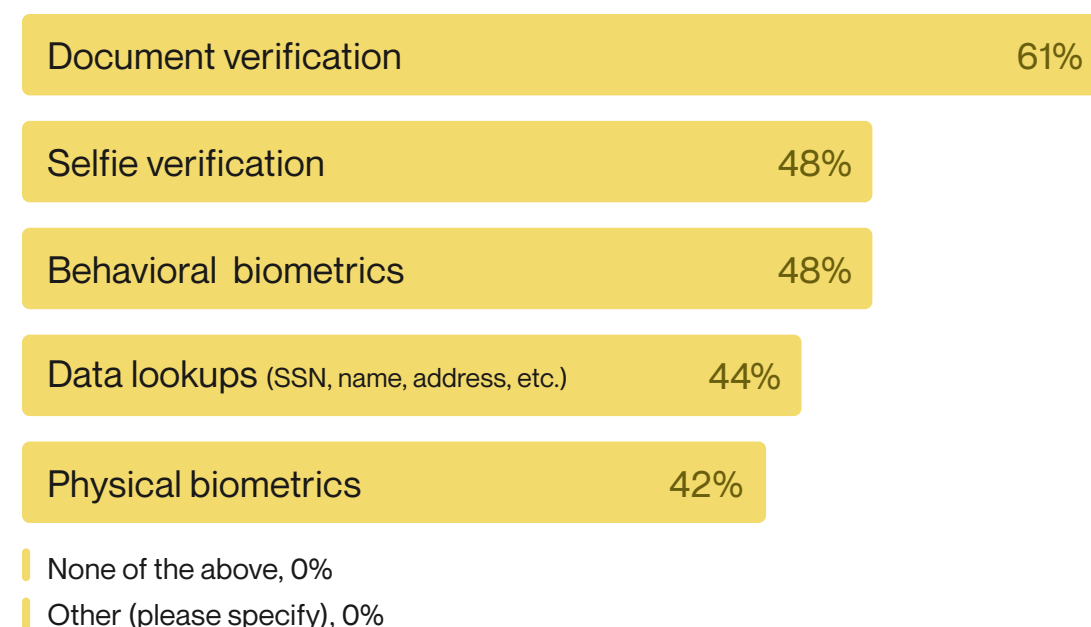 Document verification 61%
Selfie verification 48%
Behavioral biometrics 48%
Data lookups (SSN, name, address, etc.) 44%
Physical biometrics 42%
None of the above, 0%
Other (please specify), 0%